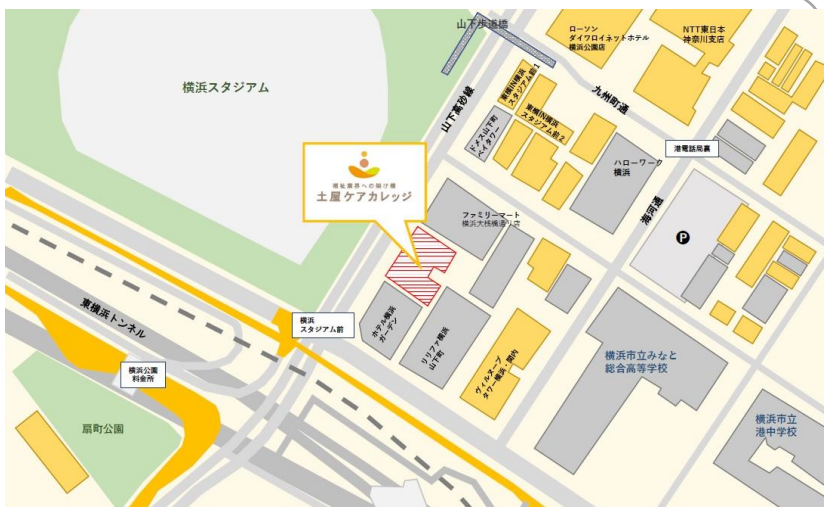 山下歩道橋
ローソン
ダイワロイネットホテル
横浜公園店
NTT東日本
神奈川支店
横浜スタジアム
山下高砂線
東横IN横浜
スタジアム前1
東横IN横浜
スタジアム前2
九州町通
ドメス山下町
ベイタワー
港電話局裏
ハローワーク
横浜
福祉業界への架け橋
土屋ケアカレッジ
ファミリーマート
横浜大桟橋通り店
海河通
P
東横浜トンネル
横浜
スタジアム前
ホテル横浜
ガーデン
リリファ横浜
山下町
ヴィルヌーブ
タワー横浜・関内
横浜市立みなと
総合高等学校
横浜公園
料金所
扇町公園
横浜市立
港中学校